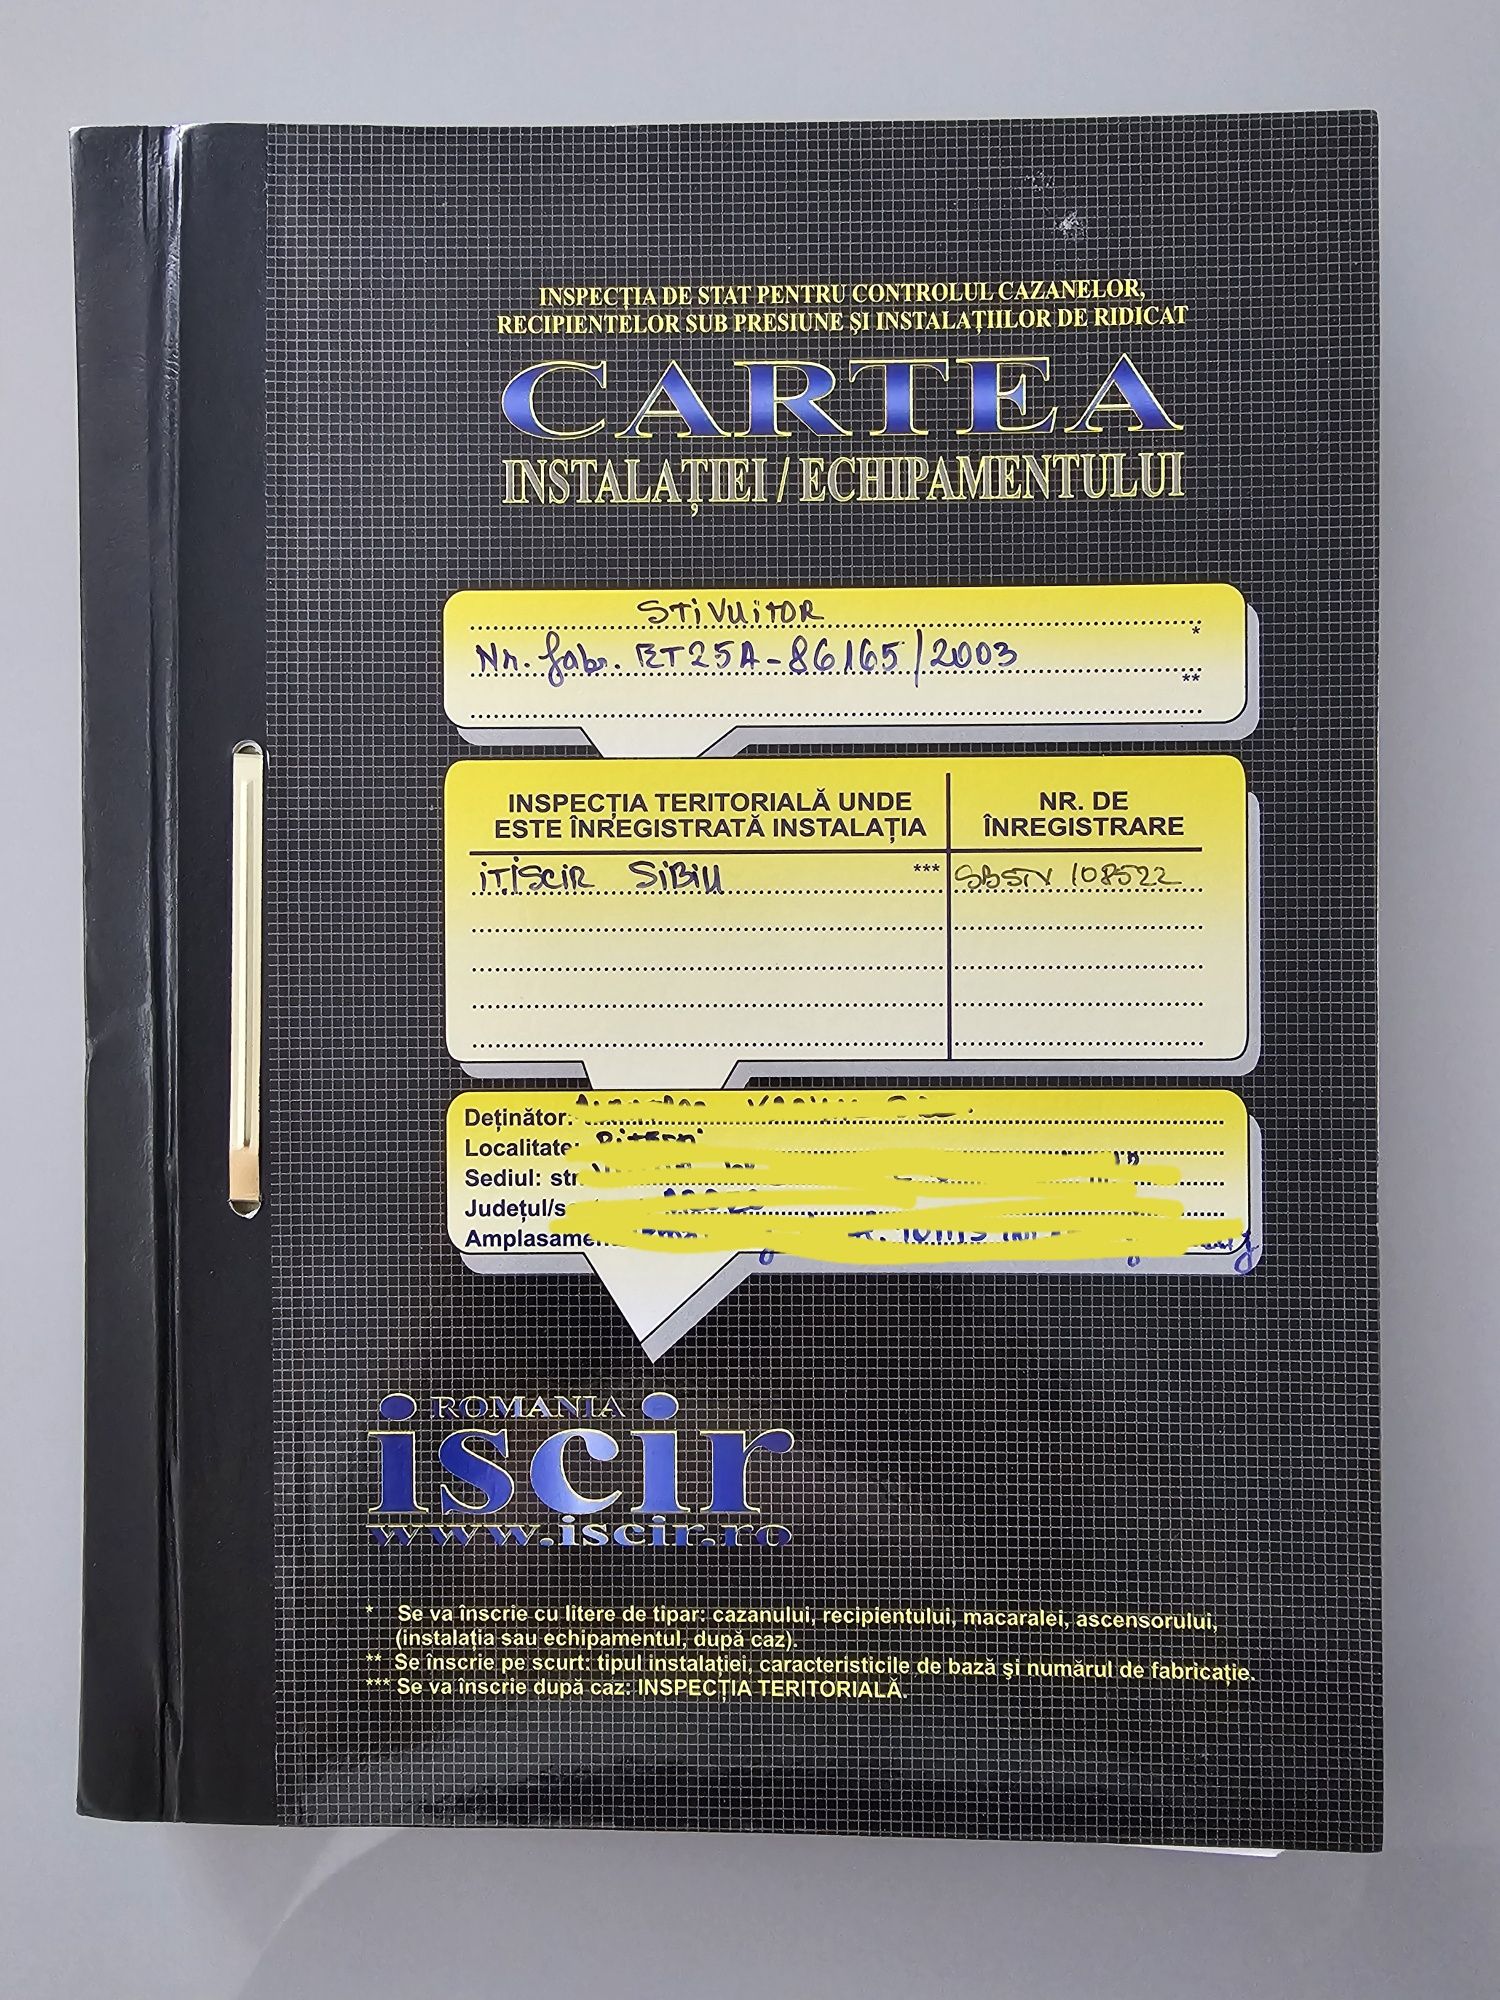 INSPECȚIA DE STAT PENTRU CONTROLUL CAZANELOR,
RECIPIENTELOR SUB PRESIUNE ȘI INSTALAȚIILOR DE RIDICAT
CARTEA
INSTALAȚIEI / ECHIPAMENTULUI
STIVUITOR
*
Nr. fabr. ET25A-86165/2003
**
INSPECȚIA TERITORIALĂ UNDE
ESTE ÎNREGISTRATĂ INSTALAȚIA
NR. DE
ÎNREGISTRARE
ITISCIR SIBIU *** SBSTV 108522
Deținător:
Localitate:
Sediul: str
Județul/s
Amplasame
ROMANIA
iscir
www.iscir.ro
* Se va înscrie cu litere de tipar: cazanului, recipientului, macaralei, ascensorului,
(instalația sau echipamentul, după caz).
** Se înscrie pe scurt: tipul instalației, caracteristicile de bază și numărul de fabricație.
*** Se va înscrie după caz: INSPECȚIA TERITORIALĂ.